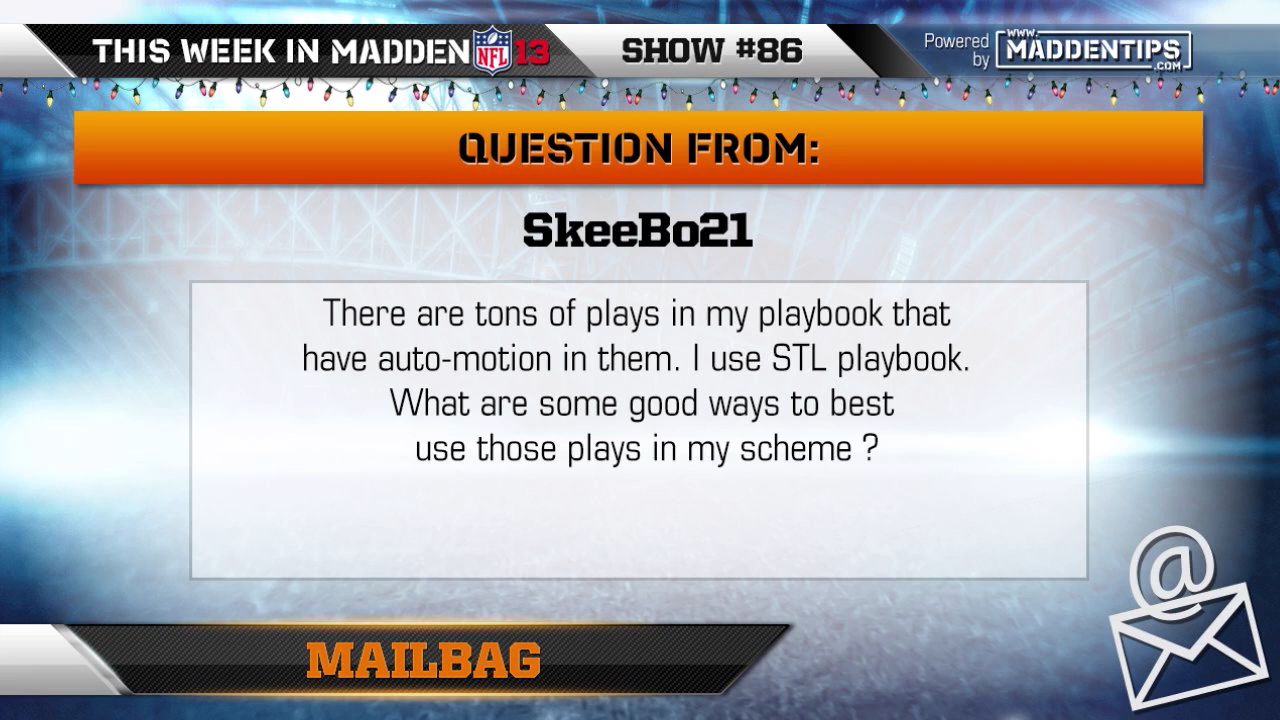 THIS WEEK IN MADDEN NFL 13
SHOW #86
Powered
by
WWW.
MADDENTIPS
.COM
QUESTION FROM:
SkeeBo21
There are tons of plays in my playbook that
have auto-motion in them. I use STL playbook.
What are some good ways to best
use those plays in my scheme ?
@
MAILBAG